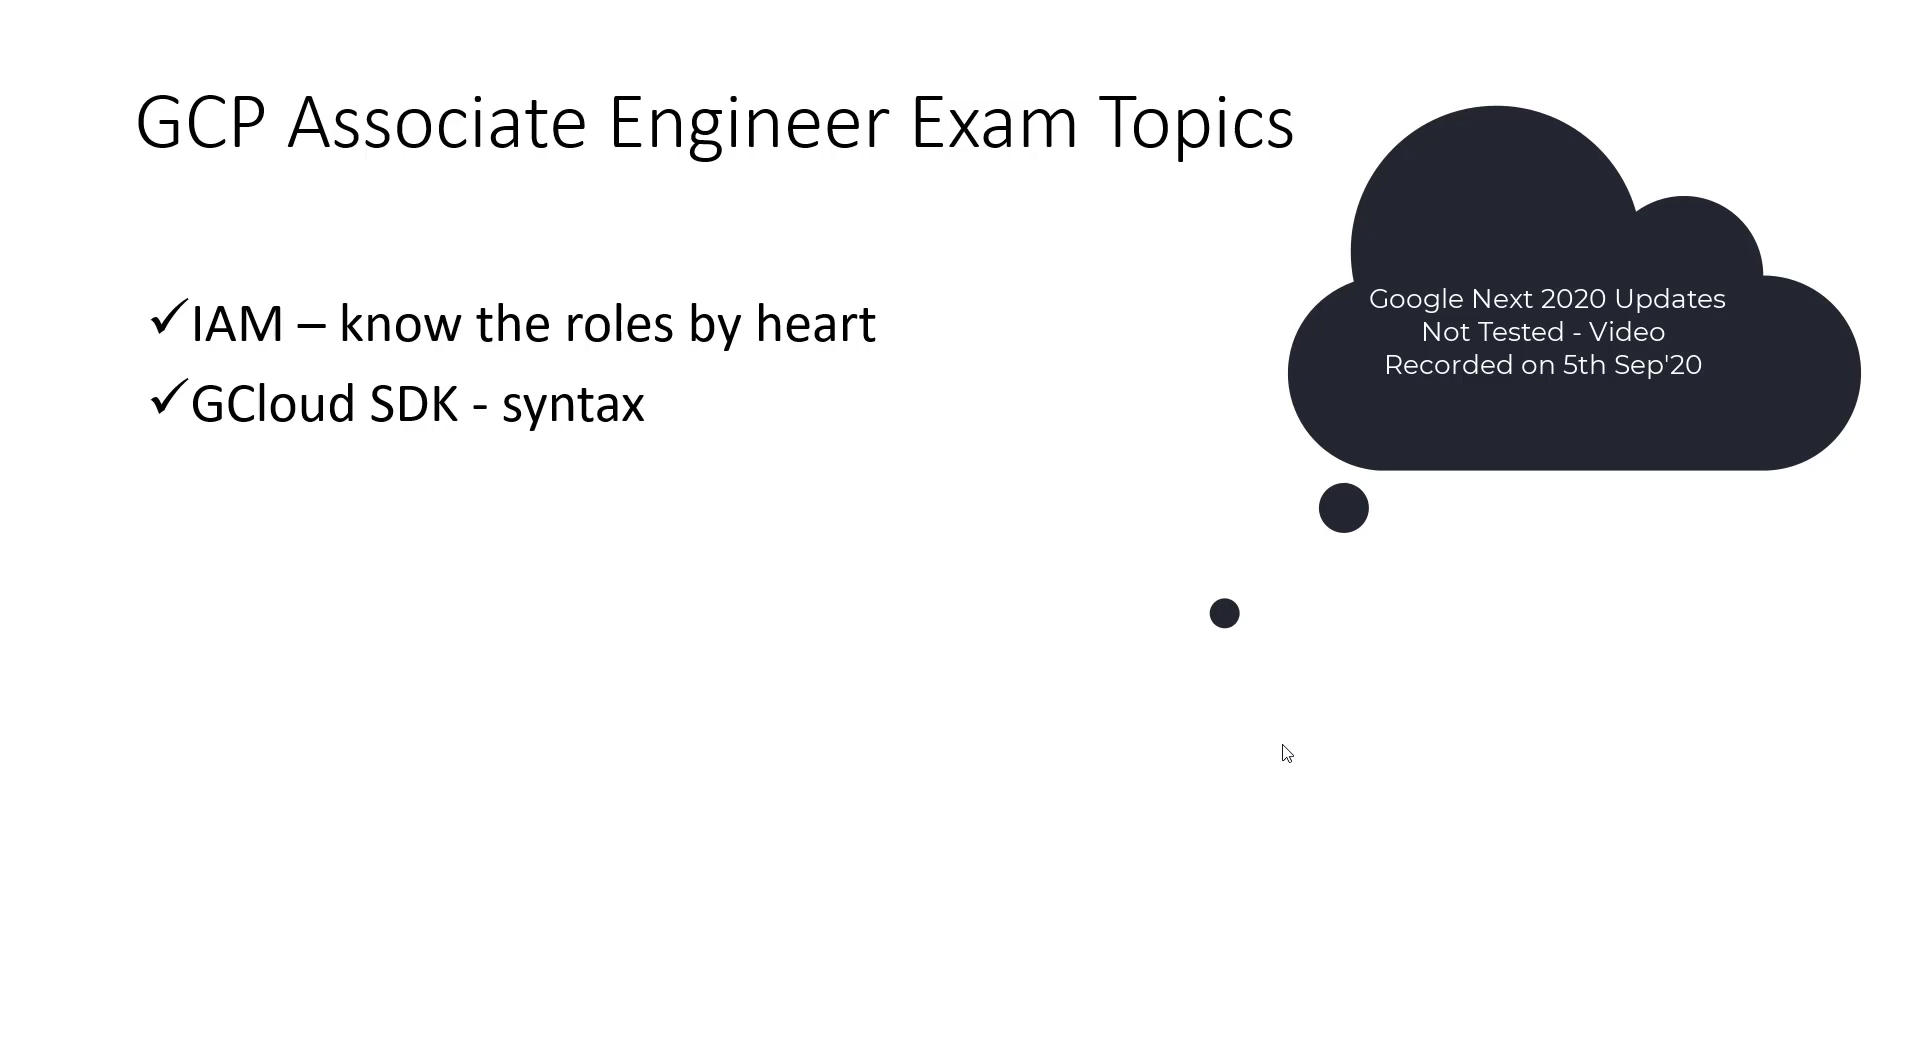 GCP Associate Engineer Exam Topics
✓IAM – know the roles by heart
✓GCloud SDK - syntax
Google Next 2020 Updates
Not Tested - Video
Recorded on 5th Sep'20